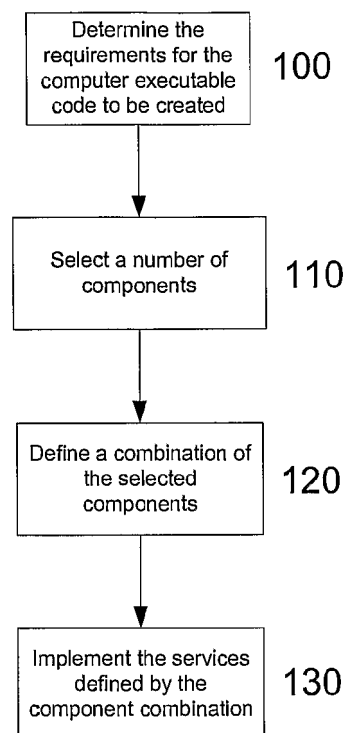 Determine the
requirements for the
computer executable
code to be created
100
Select a number of
components
110
Define a combination of
the selected
components
120
Implement the services
defined by the
component combination
130